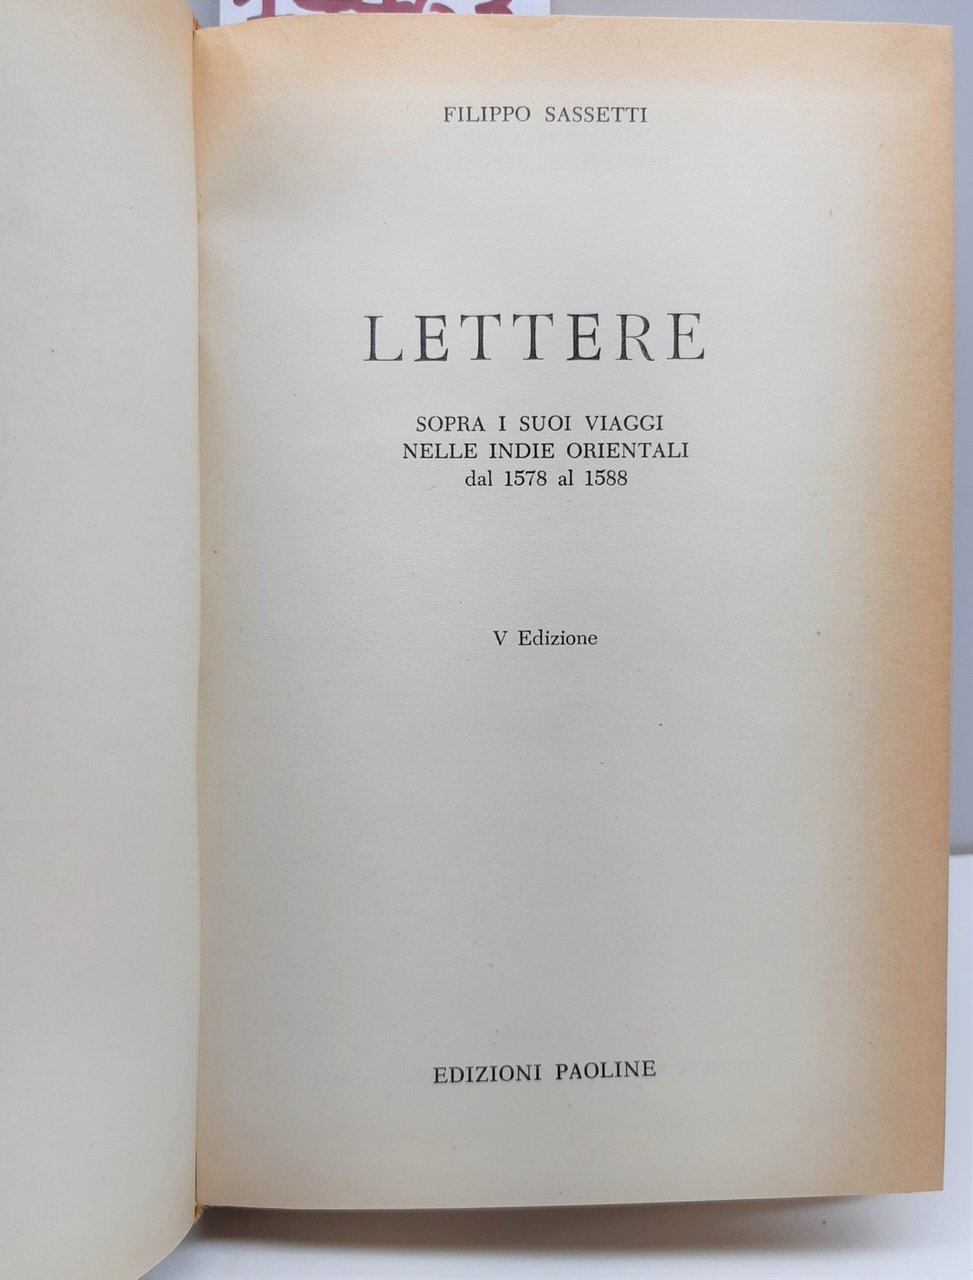 FILIPPO SASSETTI
LETTERE
SOPRA I SUOI VIAGGI
NELLE INDIE ORIENTALI
dal 1578 al 1588
V Edizione
EDIZIONI PAOLINE